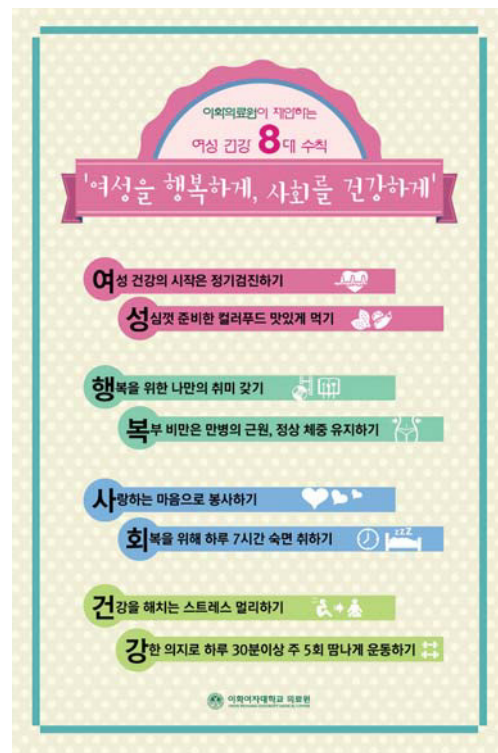 이화의료원이 제안하는
여성 건강 8대 수칙
'여성을 행복하게, 사회를 건강하게'
여성 건강의 시작은 정기검진하기
성심껏 준비한 컬러푸드 맛있게 먹기
행복을 위한 나만의 취미 갖기
복부 비만은 만병의 근원, 정상 체중 유지하기
사랑하는 마음으로 봉사하기
회복을 위해 하루 7시간 숙면 취하기
zzz
건강을 해치는 스트레스 멀리하기
강한 의지로 하루 30분이상 주 5회 땀나게 운동하기
이화여자대학교 의료원
EWHA WOMANS UNIVERSITY MEDICAL CENTER